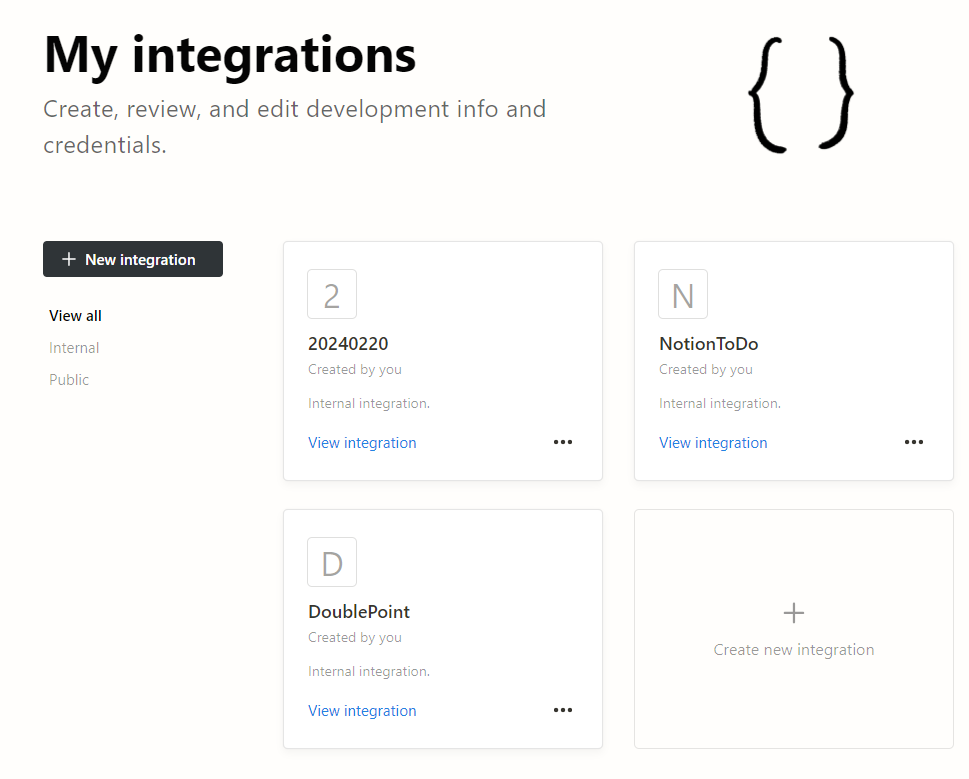 My integrations
Create, review, and edit development info and
credentials.
{ }
+ New integration
View all
Internal
Public
2
20240220
Created by you
Internal integration.
View integration
N
NotionToDo
Created by you
Internal integration.
View integration
D
DoublePoint
Created by you
Internal integration.
View integration
+
Create new integration